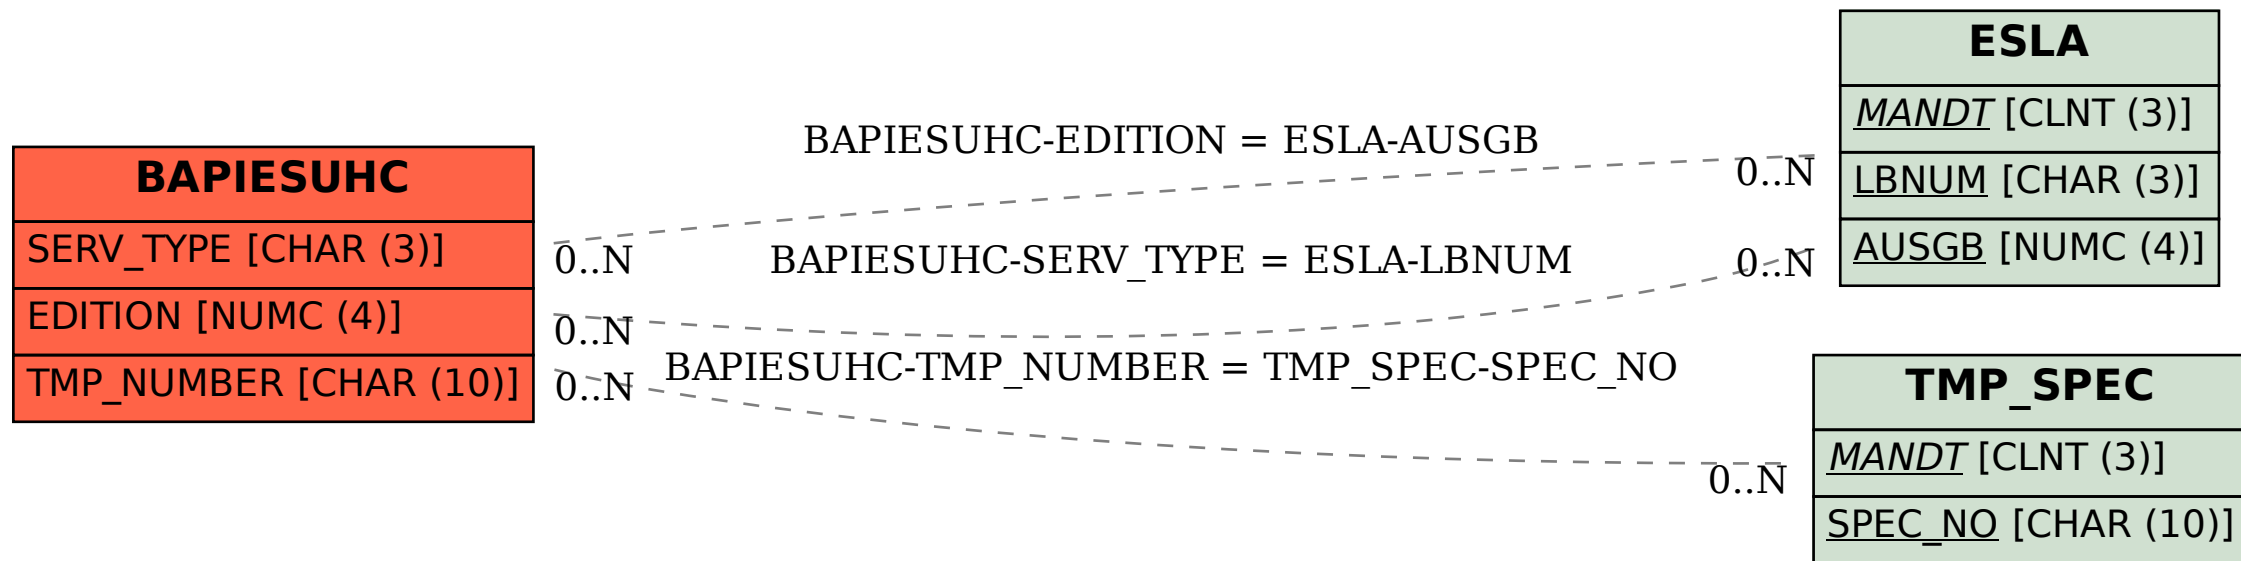 BAPIESUHC
SERV_TYPE [CHAR (3)]
EDITION [NUMC (4)]
TMP_NUMBER [CHAR (10)]
BAPIESUHC-EDITION = ESLA-AUSGB
0..N
0..N
BAPIESUHC-SERV_TYPE = ESLA-LBNUM
0..N
0..N
BAPIESUHC-TMP_NUMBER = TMP_SPEC-SPEC_NO
0..N
0..N
ESLA
MANDT [CLNT (3)]
LBNUM [CHAR (3)]
AUSGB [NUMC (4)]
TMP_SPEC
MANDT [CLNT (3)]
SPEC_NO [CHAR (10)]